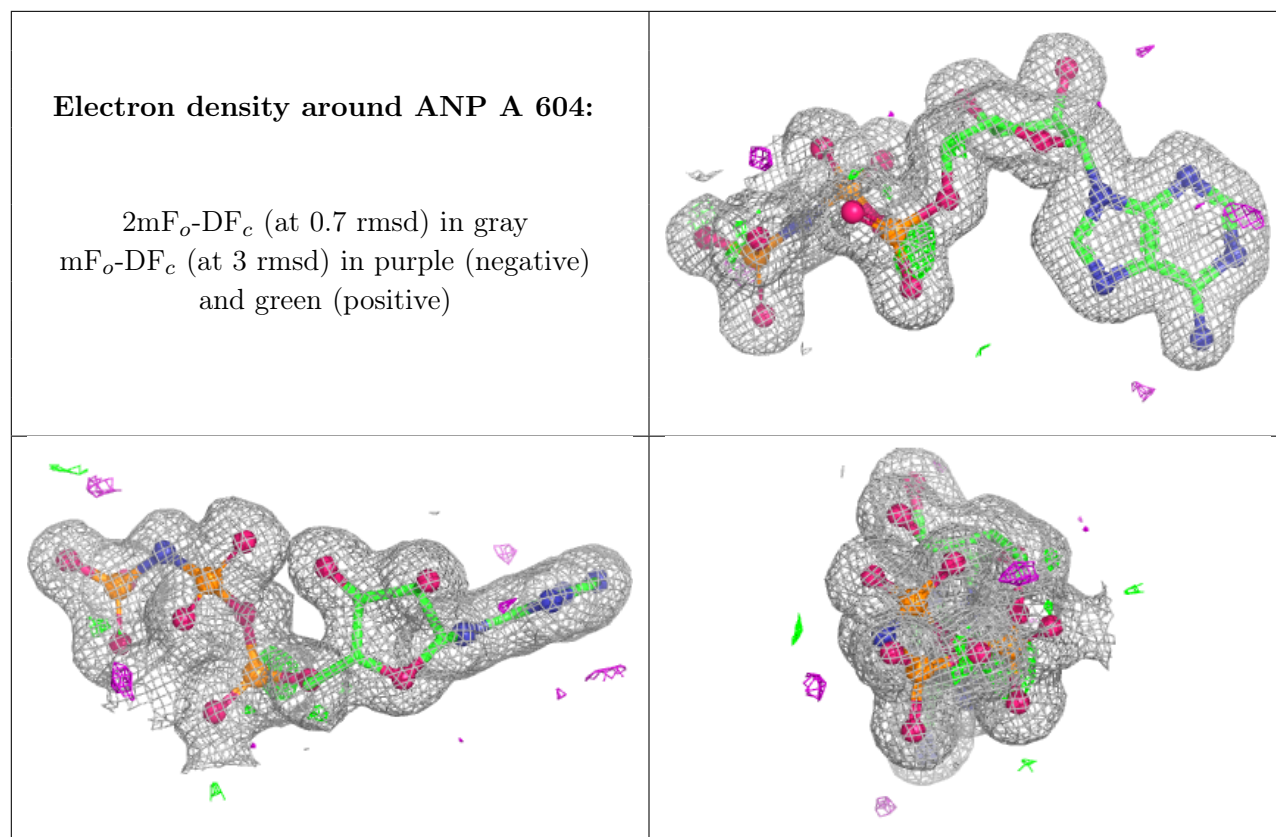 Electron density around ANP A 604:
2mFₒ-DF𝒸 (at 0.7 rmsd) in gray
mFₒ-DF𝒸 (at 3 rmsd) in purple (negative)
and green (positive)